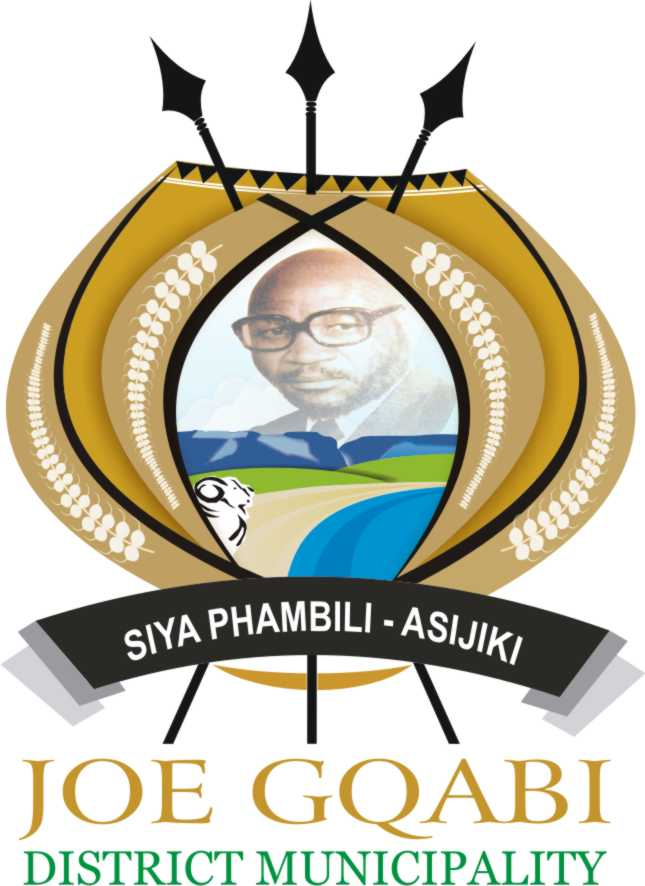 SIYA PHAMBILI - ASIJIKI
JOE GQABI
DISTRICT MUNICIPALITY